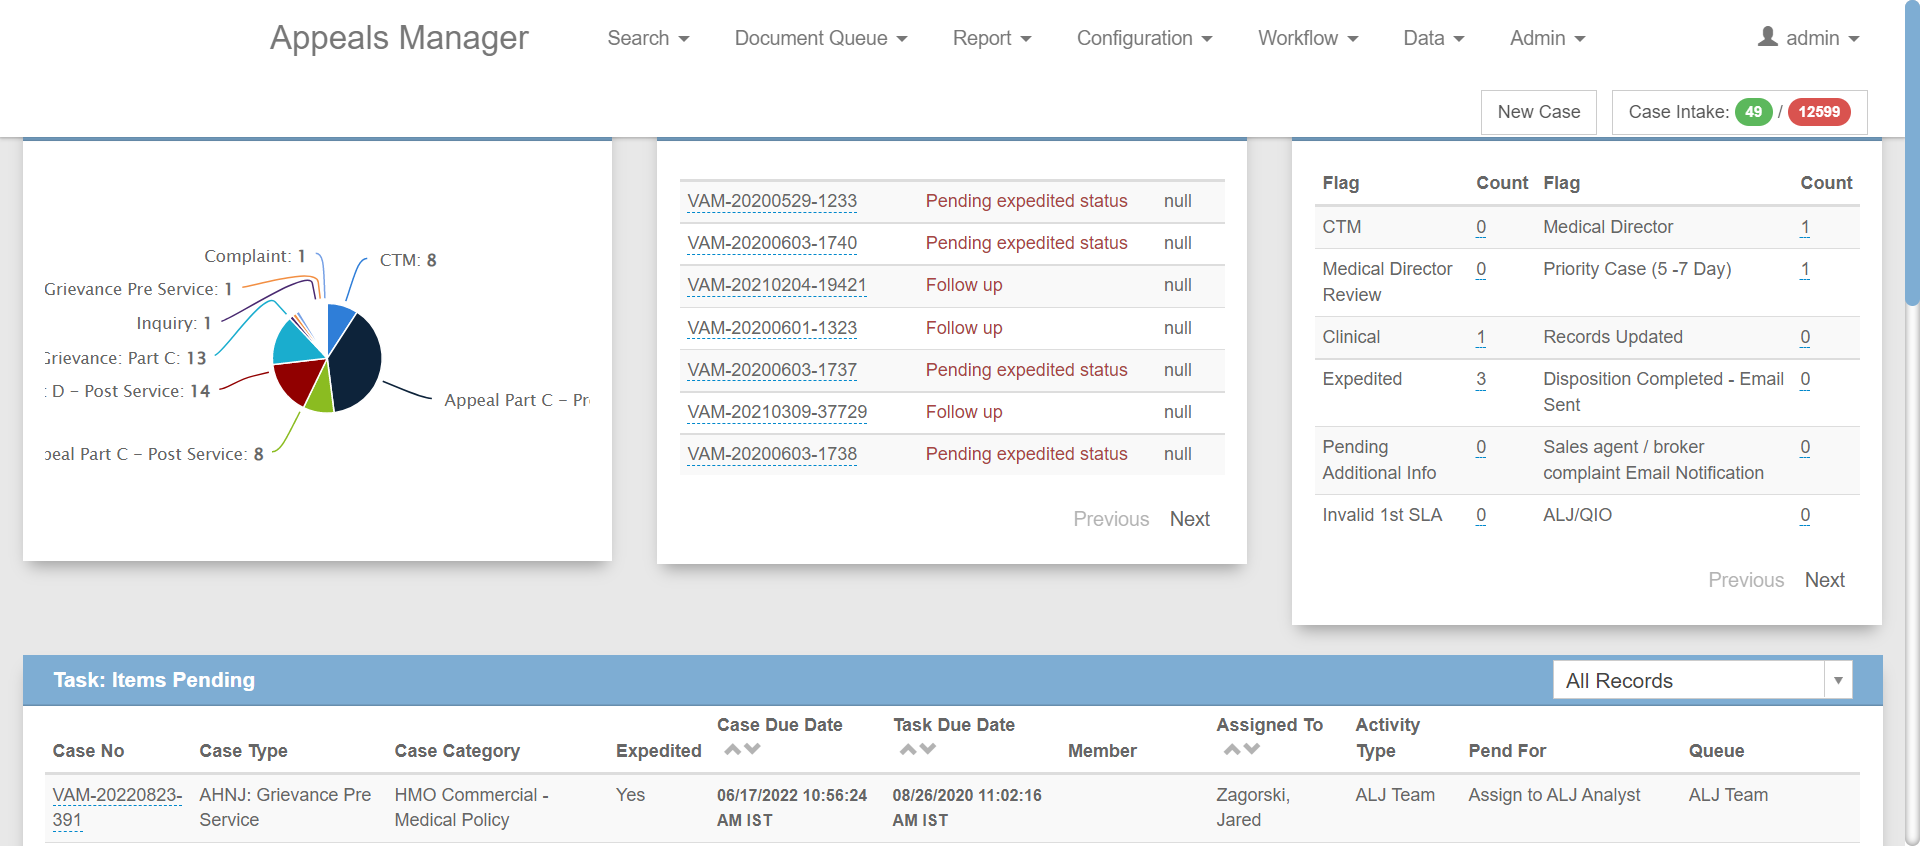 Appeals Manager
Search
Document Queue
Report
Configuration
Workflow
Data
Admin
admin
New Case
Case Intake: 49 / 12599
Complaint: 1
CTM: 8
Grievance Pre Service: 1
Inquiry: 1
Grievance: Part C: 13
D - Post Service: 14
Appeal Part C - Pr
Part C - Post Service: 8
VAM-20200529-1233 Pending expedited status null
VAM-20200603-1740 Pending expedited status null
VAM-20210204-19421 Follow up null
VAM-20200601-1323 Follow up null
VAM-20200603-1737 Pending expedited status null
VAM-20210309-37729 Follow up null
VAM-20200603-1738 Pending expedited status null
Previous Next
Flag Count Flag Count
CTM 0 Medical Director 1
Medical Director 0 Priority Case (5 -7 Day) 1
Review
Clinical 1 Records Updated 0
Expedited 3 Disposition Completed - Email 0
Sent
Pending 0 Sales agent / broker 0
Additional Info complaint Email Notification
Invalid 1st SLA 0 ALJ/QIO 0
Previous Next
Task: Items Pending
All Records
Case Due Date Task Due Date Assigned To Activity
Case No Case Type Case Category Expedited Member Type Pend For Queue
VAM-20220823- AHNJ: Grievance Pre HMO Commercial - Yes 06/17/2022 10:56:24 08/26/2020 11:02:16 Zagorski, ALJ Team Assign to ALJ Analyst ALJ Team
391 Service Medical Policy AM IST AM IST Jared